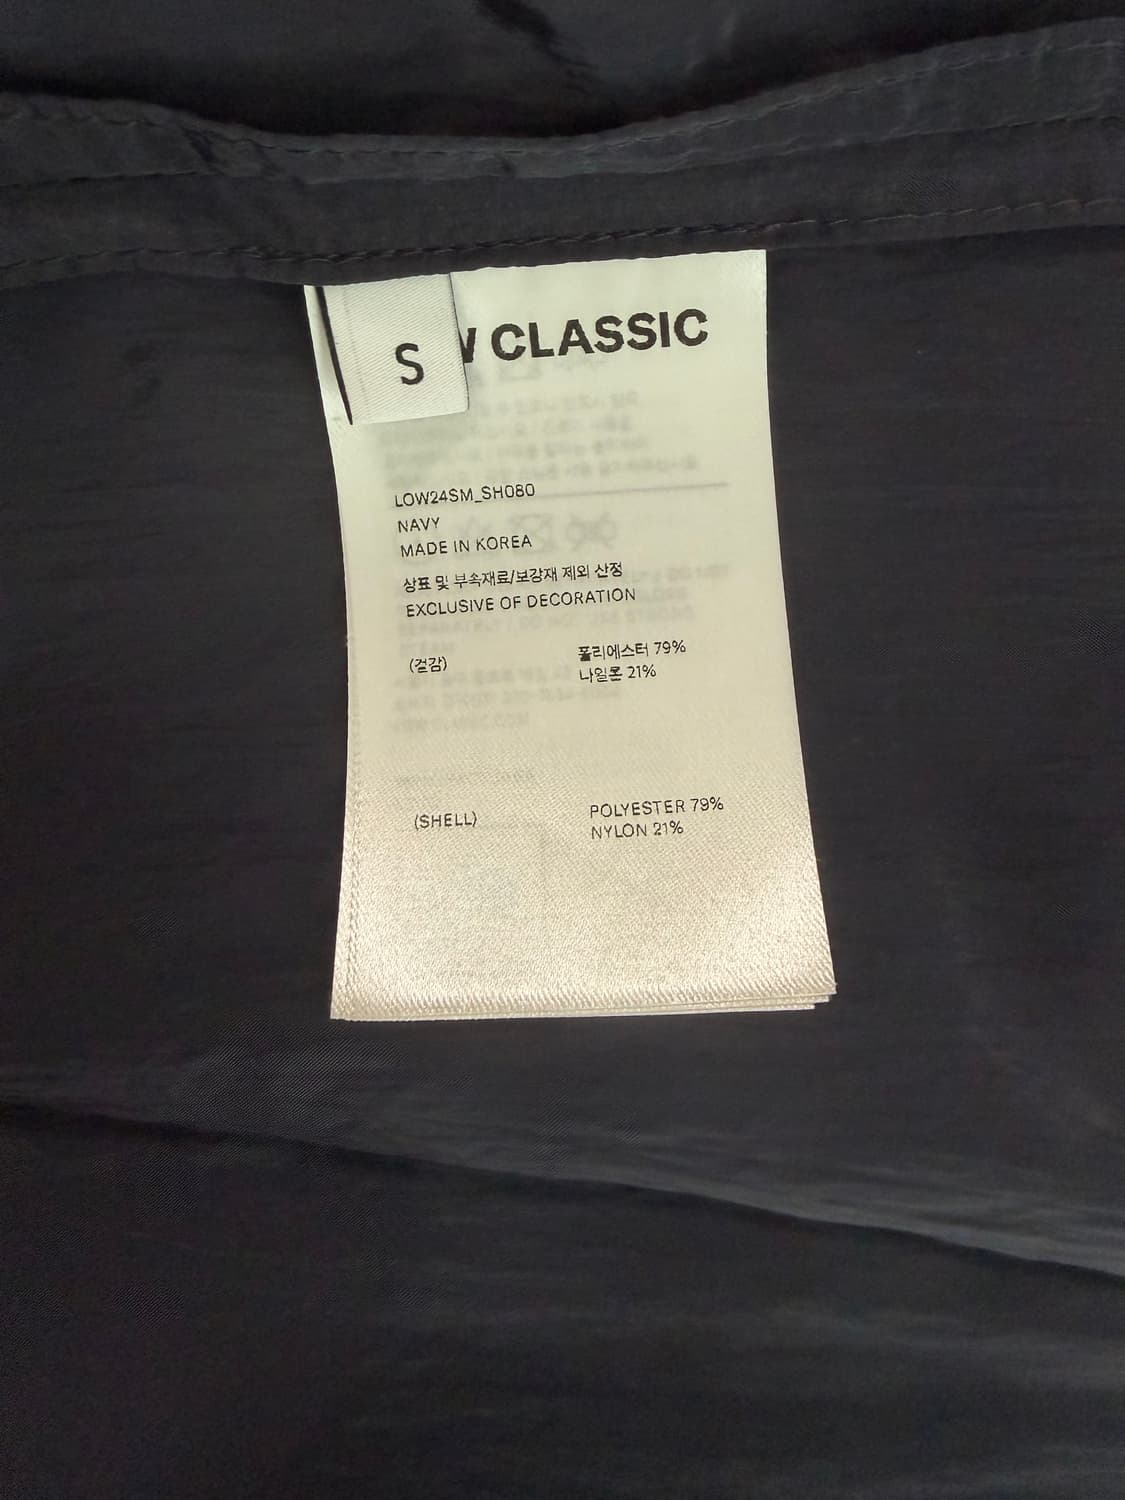 S
W CLASSIC
LOW24SM_SH080
NAVY
MADE IN KOREA
상표 및 부속재료/보강재 제외 산정
EXCLUSIVE OF DECORATION
(겉감) 폴리에스터 79%
나일론 21%
(SHELL) POLYESTER 79%
NYLON 21%